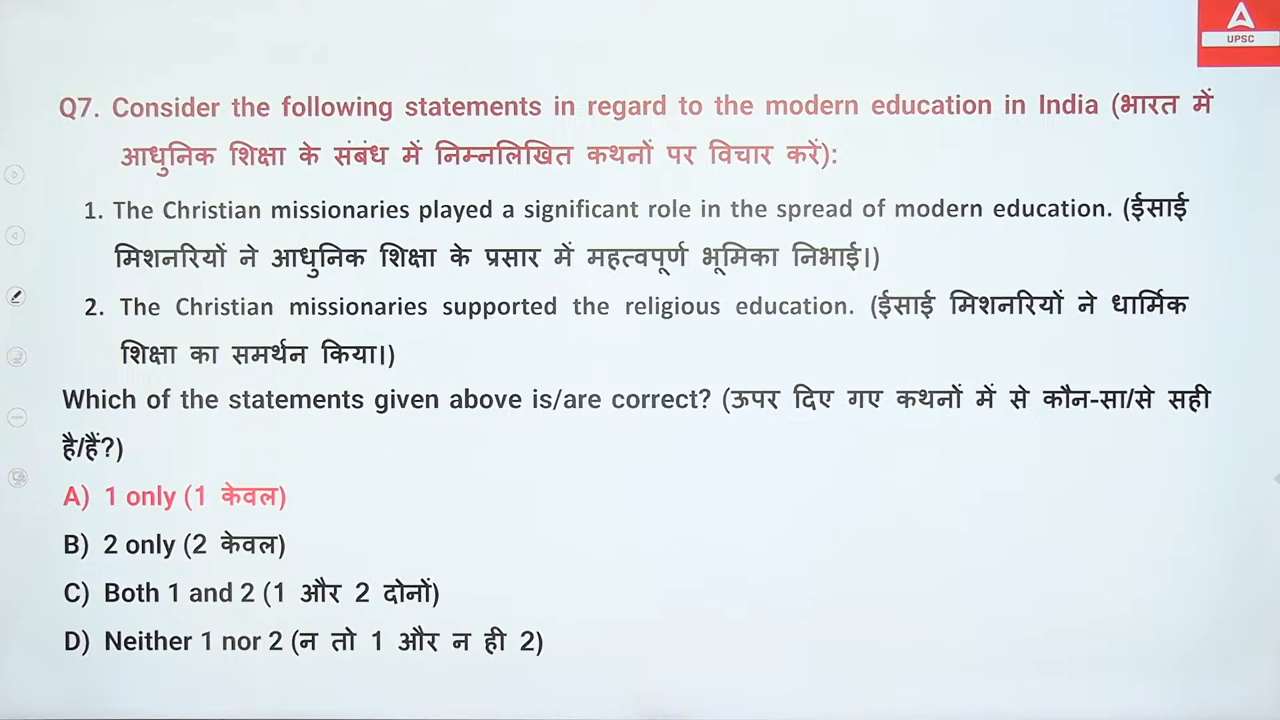 UPSC
Q7. Consider the following statements in regard to the modern education in India (भारत में
आधुनिक शिक्षा के संबंध में निम्नलिखित कथनों पर विचार करें):
1. The Christian missionaries played a significant role in the spread of modern education. (ईसाई
मिशनरियों ने आधुनिक शिक्षा के प्रसार में महत्वपूर्ण भूमिका निभाई।)
2. The Christian missionaries supported the religious education. (ईसाई मिशनरियों ने धार्मिक
शिक्षा का समर्थन किया।)
Which of the statements given above is/are correct? (ऊपर दिए गए कथनों में से कौन-सा/से सही
है/हैं?)
A) 1 only (1 केवल)
B) 2 only (2 केवल)
C) Both 1 and 2 (1 और 2 दोनों)
D) Neither 1 nor 2 (न तो 1 और न ही 2)